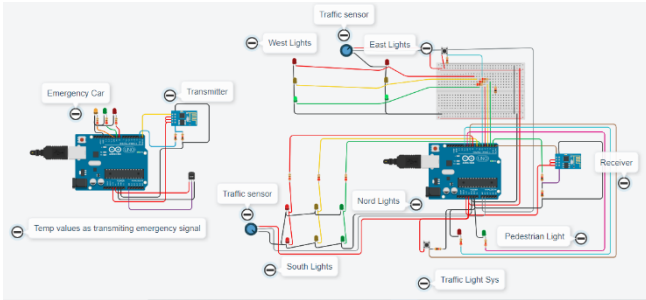 Traffic sensor
West Lights
East Lights
Emergency Car
Transmitter
Receiver
Traffic sensor
Nord Lights
Temp values as transmiting emergency signal
Pedestrian Light
South Lights
Traffic Light Sys